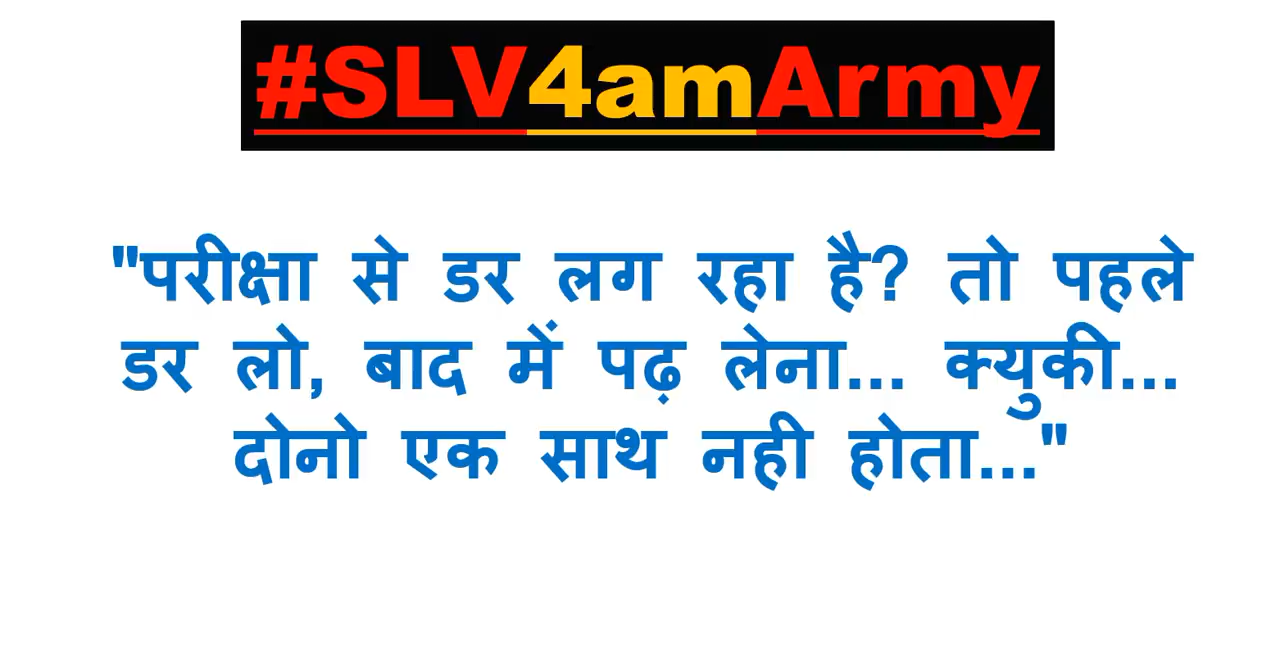 #SLV4amArmy
"परीक्षा से डर लग रहा है? तो पहले
डर लो, बाद में पढ़ लेना... क्युकी...
दोनो एक साथ नही होता..."